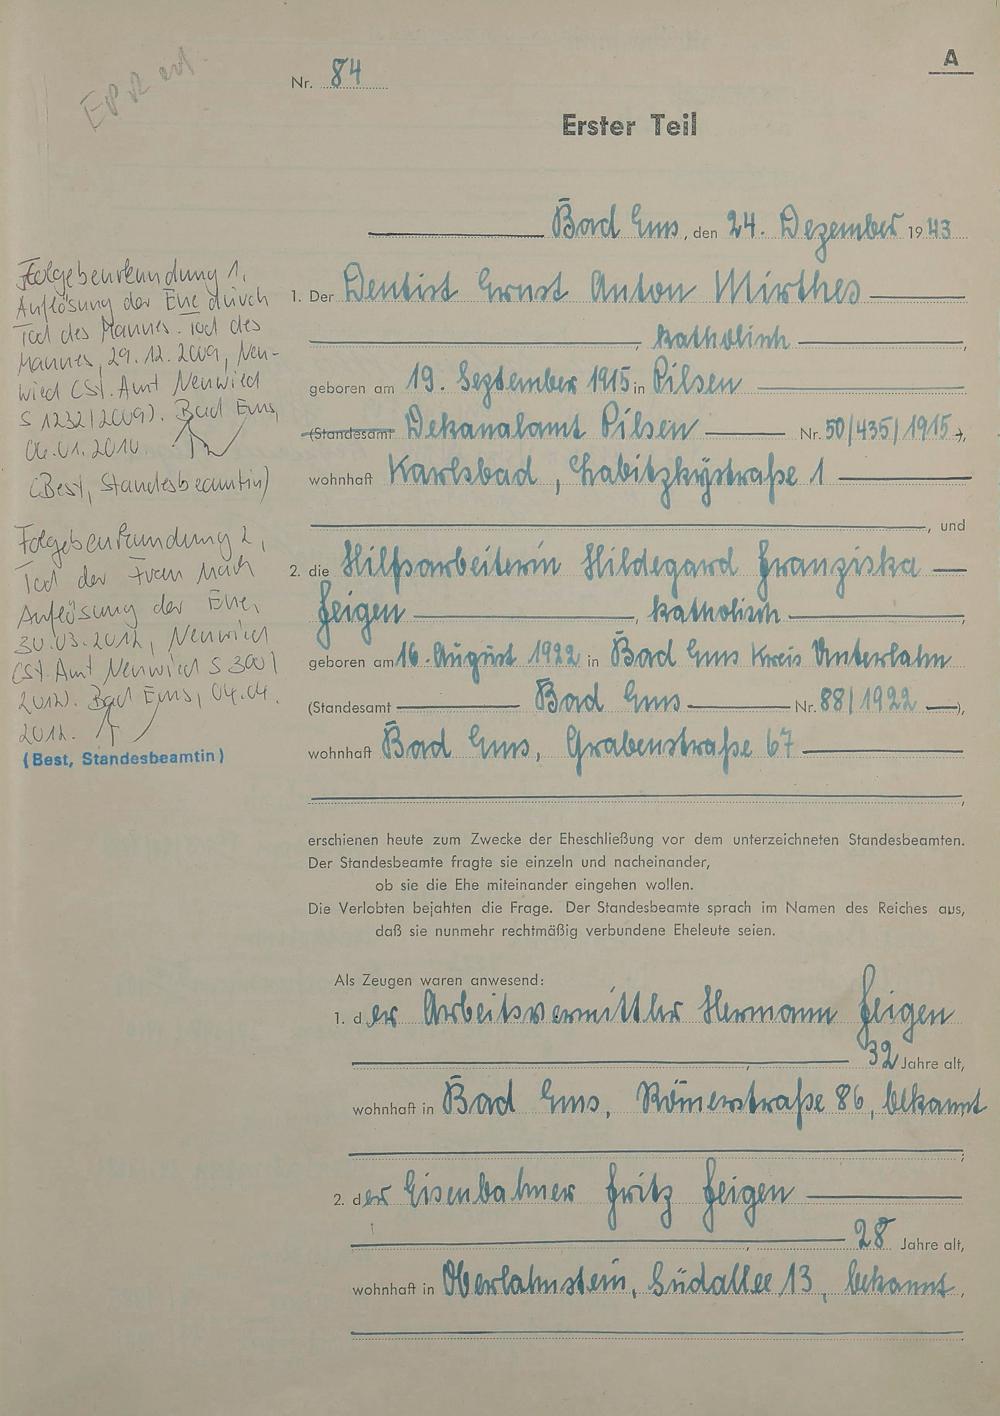 A
Nr. 84
Erster Teil
Bad Ems, den 24. Dezember 1943
1. Der Dentist Ernst Anton Mirthes
, katholisch ,
geboren am 19. September 1915 in Pilsen
(Standesamt Dekanalamt Pilsen Nr. 50/435/1915 ),
wohnhaft Karlsbad, Labitzkystraße 1
, und
2. die Hilfsarbeiterin Hildegard Franziska
Feigen , katholisch ,
geboren am 16. August 1922 in Bad Ems Kreis Unterlahn
(Standesamt Bad Ems Nr. 88/1922 ),
wohnhaft Bad Ems, Grabenstraße 67
,
erschienen heute zum Zwecke der Eheschließung vor dem unterzeichneten Standesbeamten.
Der Standesbeamte fragte sie einzeln und nacheinander,
ob sie die Ehe miteinander eingehen wollen.
Die Verlobten bejahten die Frage. Der Standesbeamte sprach im Namen des Reiches aus,
daß sie nunmehr rechtmäßig verbundene Eheleute seien.
Als Zeugen waren anwesend:
1. der Arbeitsvermittler Hermann Feigen
, 32 Jahre alt,
wohnhaft in Bad Ems, Römerstraße 86, bekannt
;
2. der Eisenbahner Fritz Feigen
, 28 Jahre alt,
wohnhaft in Oberlahnstein, Südallee 13, bekannt,
Folgebeurkundung 1,
Auflösung der Ehe durch
Tod des Mannes. Tod des
Mannes, 29.12.2009, Neu-
wied (St. Amt Neuwied
S 1232/2009). Bad Ems,
06.01.2010
(Best, Standesbeamtin)
Folgebeurkundung 2,
Tod der Frau nach
Auflösung der Ehe,
30.03.2012, Neuwied
(St. Amt Neuwied S 390/
2012). Bad Ems, 04.04.
2012.
(Best, Standesbeamtin)